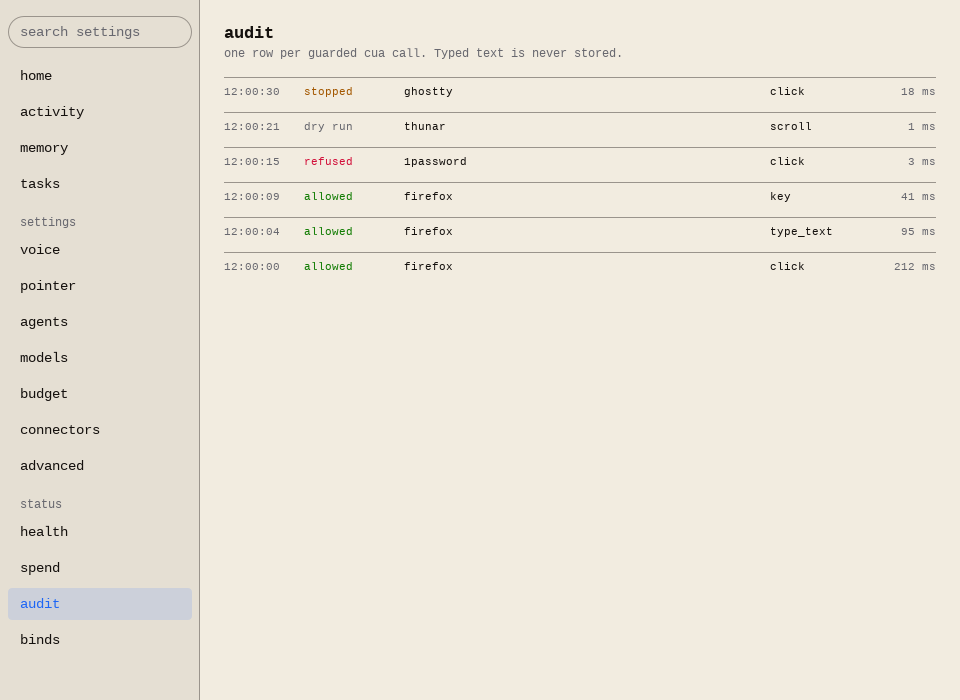 search settings
home
activity
memory
tasks
settings
voice
pointer
agents
models
budget
connectors
advanced
status
health
spend
audit
binds
audit
one row per guarded cua call. Typed text is never stored.
12:00:30 stopped ghostty click 18 ms
12:00:21 dry run thunar scroll 1 ms
12:00:15 refused 1password click 3 ms
12:00:09 allowed firefox key 41 ms
12:00:04 allowed firefox type_text 95 ms
12:00:00 allowed firefox click 212 ms